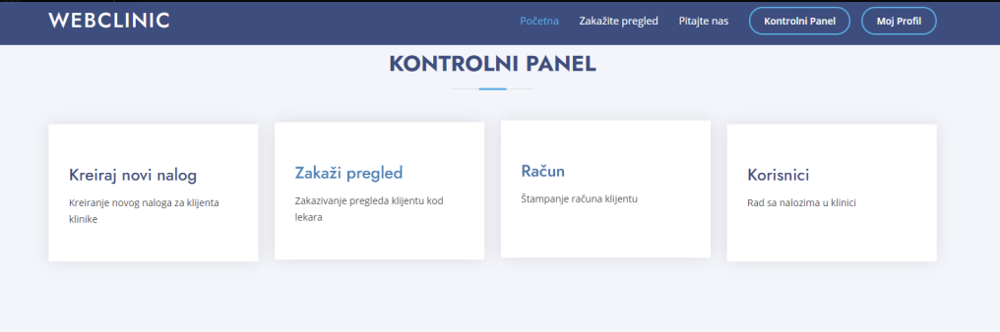 WEBCLINIC
Početna
Zakažite pregled
Pitajte nas
Kontrolni Panel
Moj Profil
KONTROLNI PANEL
Kreiraj novi nalog
Kreiranje novog naloga za klijenta
klinike
Zakaži pregled
Zakazivanje pregleda klijentu kod
lekara
Račun
Štampanje računa klijentu
Korisnici
Rad sa nalozima u klinici